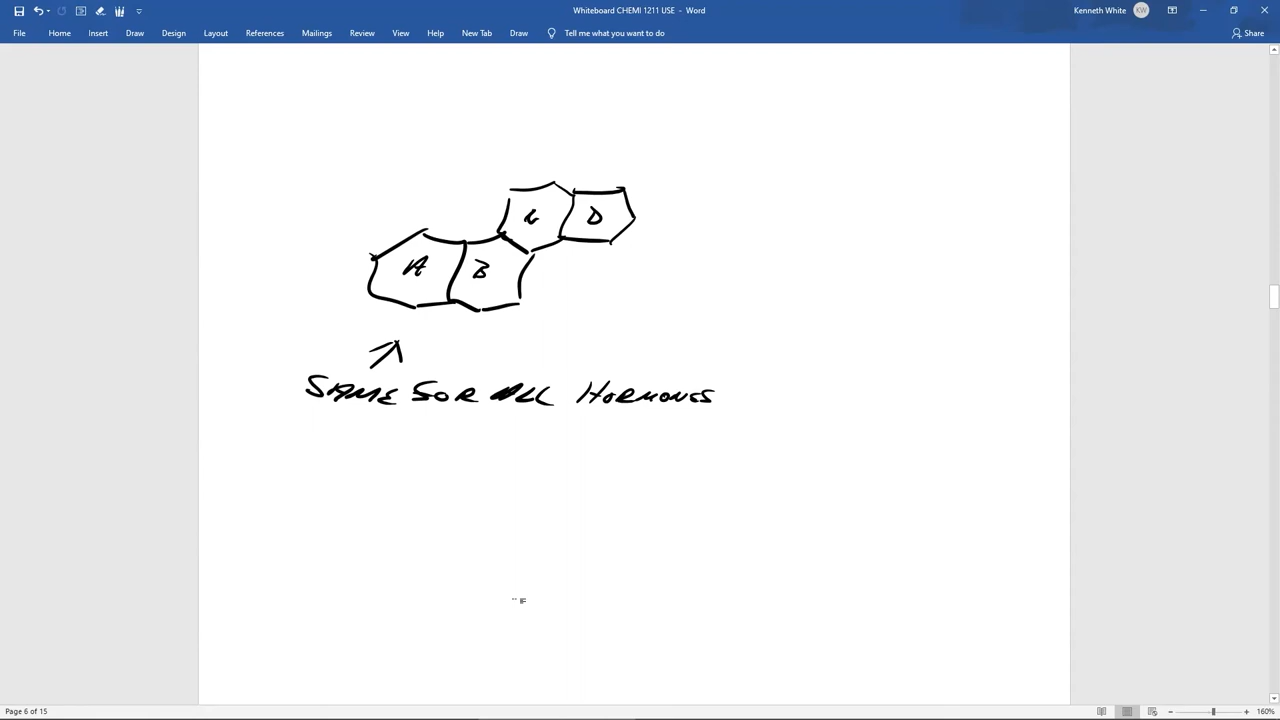 Whiteboard CHEMI 1211 USE - Word
Kenneth White
KW
File Home Insert Draw Design Layout References Mailings Review View Help New Tab Draw Tell me what you want to do
Share
C D
A B
SAME FOR ALL HORMONES
Page 6 of 15
160%